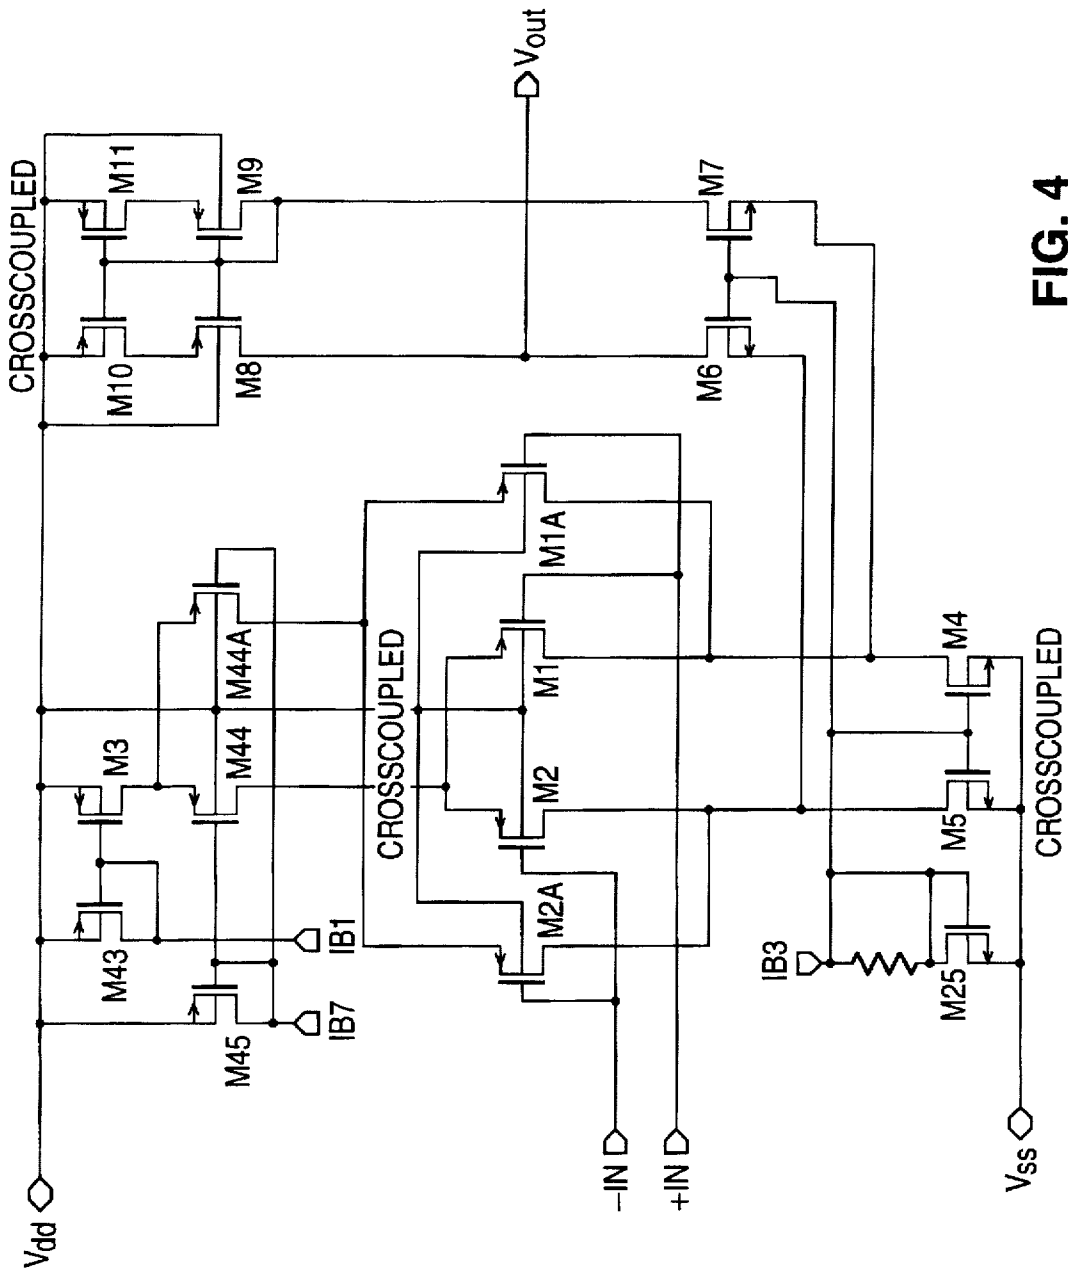 Vdd
M45
IB7
M43
IB1
M3
M44
M44A
CROSSCOUPLED
M10
M11
M8
M9
CROSSCOUPLED
M2A
M2
M1
M1A
Vout
–IN
+IN
M6
M7
IB3
M25
M5
M4
CROSSCOUPLED
Vss
FIG. 4